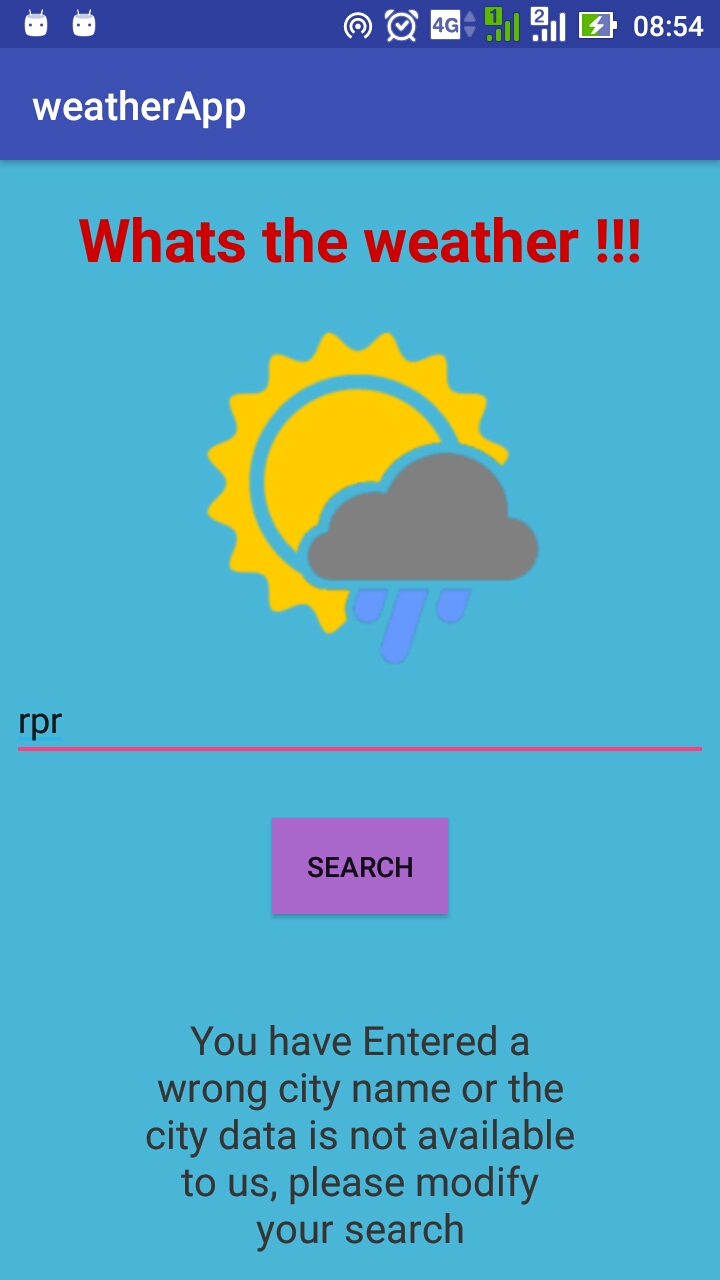 4G 1 2 08:54
weatherApp
Whats the weather !!!
rpr
SEARCH
You have Entered a
wrong city name or the
city data is not available
to us, please modify
your search